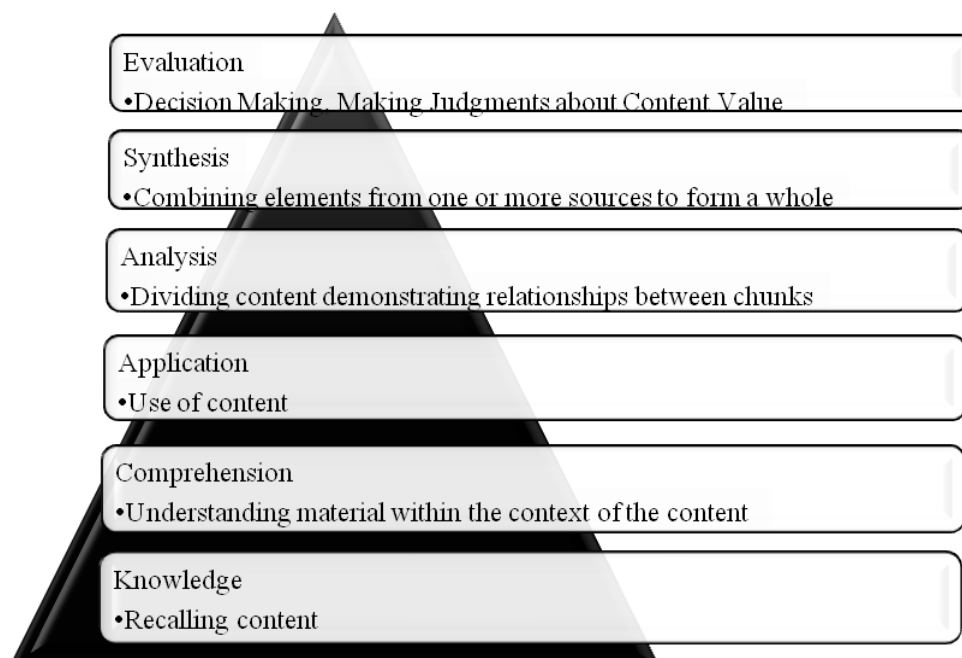 Evaluation
•Decision Making, Making Judgments about Content Value
Synthesis
•Combining elements from one or more sources to form a whole
Analysis
•Dividing content demonstrating relationships between chunks
Application
•Use of content
Comprehension
•Understanding material within the context of the content
Knowledge
•Recalling content